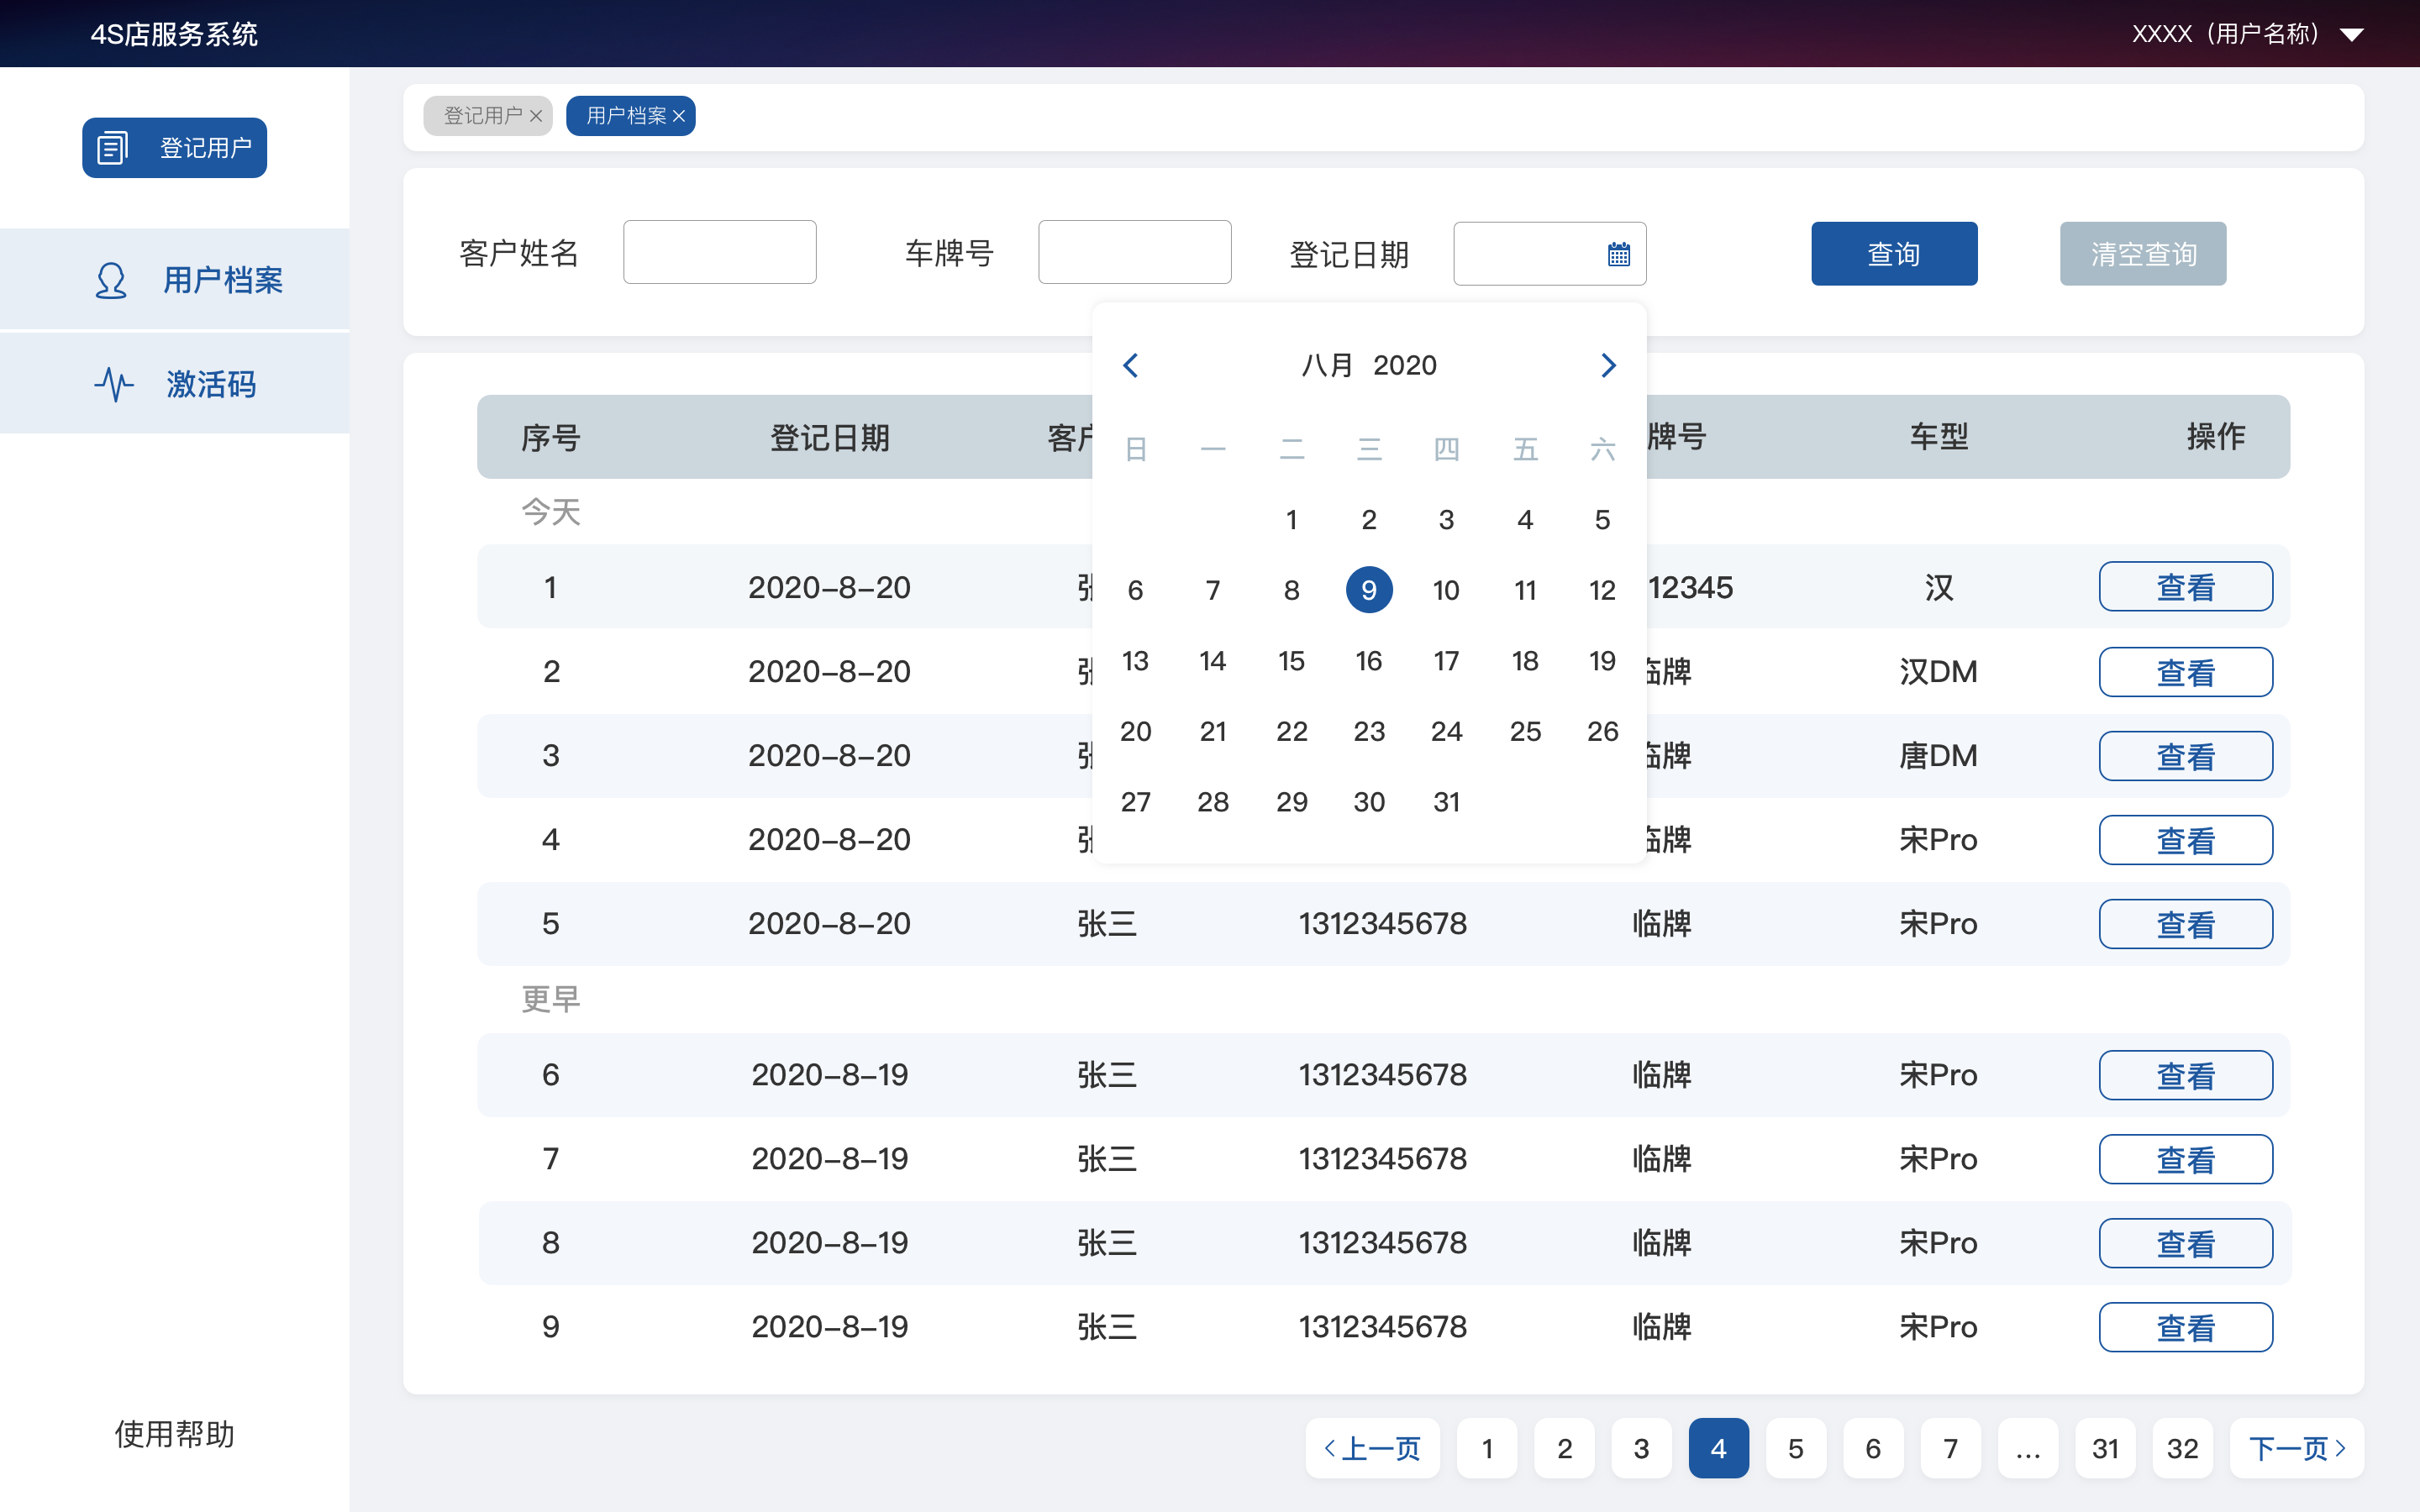 4S店服务系统
XXXX（用户名称）
登记用户
登记用户 用户档案
用户档案
激活码
使用帮助
客户姓名 车牌号 登记日期 查询 清空查询
八月 2020
日 一 二 三 四 五 六
1 2 3 4 5
6 7 8 9 10 11 12
13 14 15 16 17 18 19
20 21 22 23 24 25 26
27 28 29 30 31
序号 登记日期 客户 牌号 车型 操作
今天
1 2020-8-20 张 12345 汉 查看
2 2020-8-20 张 临牌 汉DM 查看
3 2020-8-20 张 临牌 唐DM 查看
4 2020-8-20 张 临牌 宋Pro 查看
5 2020-8-20 张三 1312345678 临牌 宋Pro 查看
更早
6 2020-8-19 张三 1312345678 临牌 宋Pro 查看
7 2020-8-19 张三 1312345678 临牌 宋Pro 查看
8 2020-8-19 张三 1312345678 临牌 宋Pro 查看
9 2020-8-19 张三 1312345678 临牌 宋Pro 查看
上一页 1 2 3 4 5 6 7 ... 31 32 下一页